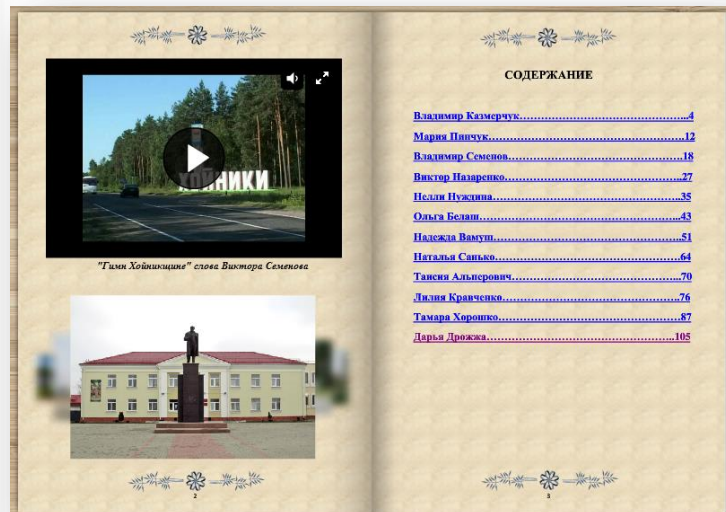 ХОЙНИКИ
"Гимн Хойникщине" слова Виктора Семенова
2
СОДЕРЖАНИЕ
Владимир Казмерчук…………………………………………..4
Мария Пинчук…………………………………………………12
Владимир Семенов……………………………………………18
Виктор Назаренко……………………………………………..27
Нелли Нуждина………………………………………………..35
Ольга Белаш……………………………………………………43
Надежда Вамуш………………………………………………..51
Наталья Санько………………………………………………..64
Таисия Альперович……………………………………………..70
Лилия Кравченко……………………………………………….76
Тамара Хорошко………………………………………………87
Дарья Дрожжа…………………………………………………..105
3